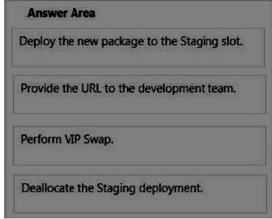 Answer Area
Deploy the new package to the Staging slot.
Provide the URL to the development team.
Perform VIP Swap.
Deallocate the Staging deployment.